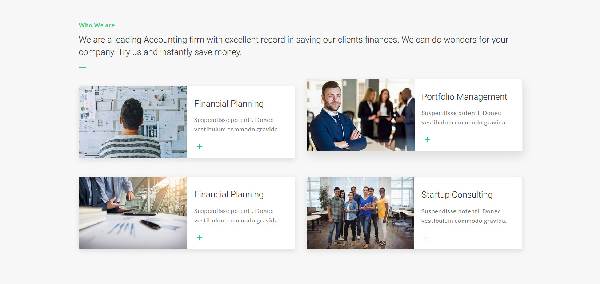 Who We are
We are a leading Accounting firm with excellent record in saving our clients finances. We can do wonders for your
company. Try us and instantly save money.
Financial Planning
Suspendisse potenti. Donec
vestibulum commodo gravida.
Portfolio Management
Suspendisse potenti. Donec
vestibulum commodo gravida.
Financial Planning
Suspendisse potenti. Donec
vestibulum commodo gravida.
Startup Consulting
Suspendisse potenti. Donec
vestibulum commodo gravida.